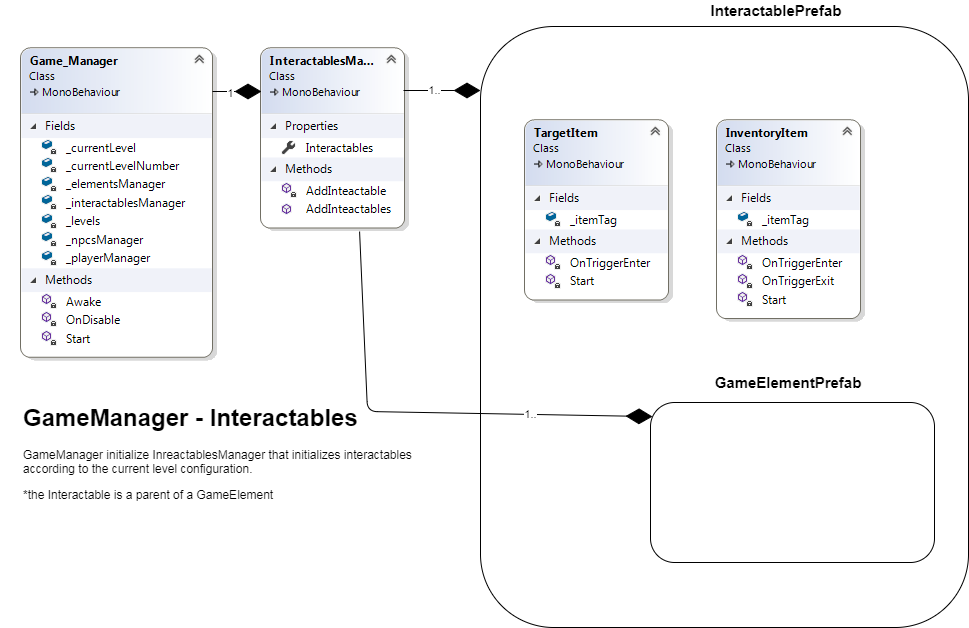 InteractablePrefab
Game_Manager
Class
MonoBehaviour
Fields
_currentLevel
_currentLevelNumber
_elementsManager
_interactablesManager
_levels
_npcsManager
_playerManager
Methods
Awake
OnDisable
Start
1
InteractablesMa...
Class
MonoBehaviour
Properties
Interactables
Methods
AddInteactable
AddInteactables
1..
TargetItem
Class
MonoBehaviour
Fields
_itemTag
Methods
OnTriggerEnter
Start
InventoryItem
Class
MonoBehaviour
Fields
_itemTag
Methods
OnTriggerEnter
OnTriggerExit
Start
GameElementPrefab
1..
GameManager - Interactables
GameManager initialize InreactablesManager that initializes interactables
according to the current level configuration.
*the Interactable is a parent of a GameElement